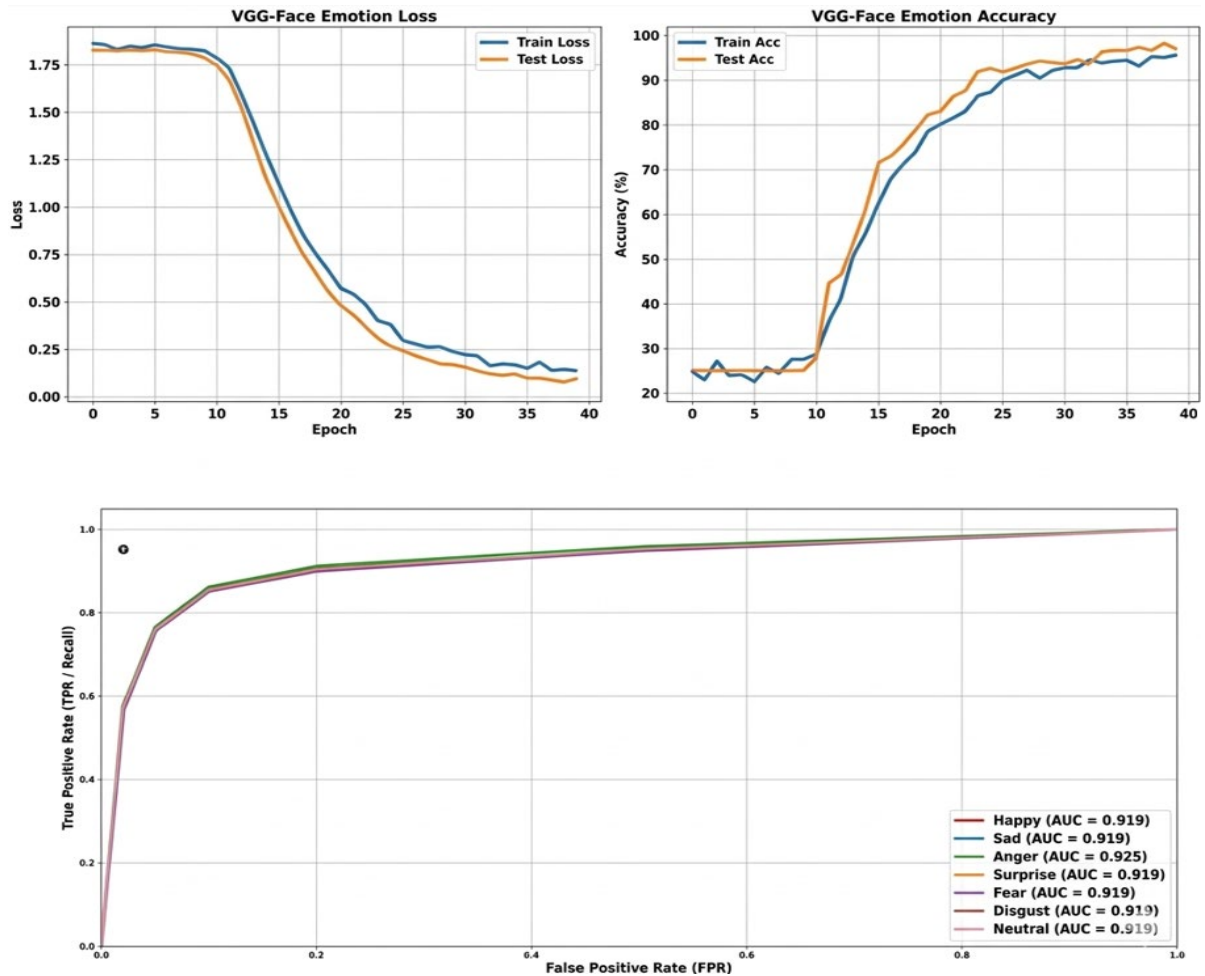 VGG-Face Emotion Loss
Train Loss
Test Loss
1.75
1.50
1.25
1.00
0.75
0.50
0.25
0.00
Loss
0 5 10 15 20 25 30 35 40
Epoch
VGG-Face Emotion Accuracy
Train Acc
Test Acc
100
90
80
70
60
50
40
30
20
Accuracy (%)
0 5 10 15 20 25 30 35 40
Epoch
1.0
0.8
0.6
0.4
0.2
0.0
True Positive Rate (TPR / Recall)
Happy (AUC = 0.919)
Sad (AUC = 0.919)
Anger (AUC = 0.925)
Surprise (AUC = 0.919)
Fear (AUC = 0.919)
Disgust (AUC = 0.919)
Neutral (AUC = 0.919)
0.0 0.2 0.4 0.6 0.8 1.0
False Positive Rate (FPR)